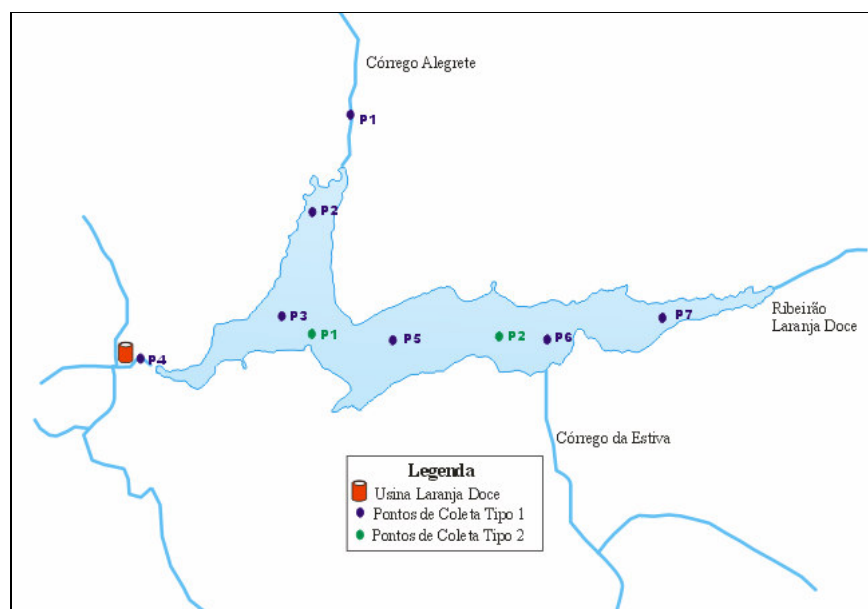 Córrego Alegrete
P1
P2
Ribeirão
Laranja Doce
P3
P7
P1
P5
P2
P6
P4
Córrego da Estiva
Legenda
Usina Laranja Doce
Pontos de Coleta Tipo 1
Pontos de Coleta Tipo 2